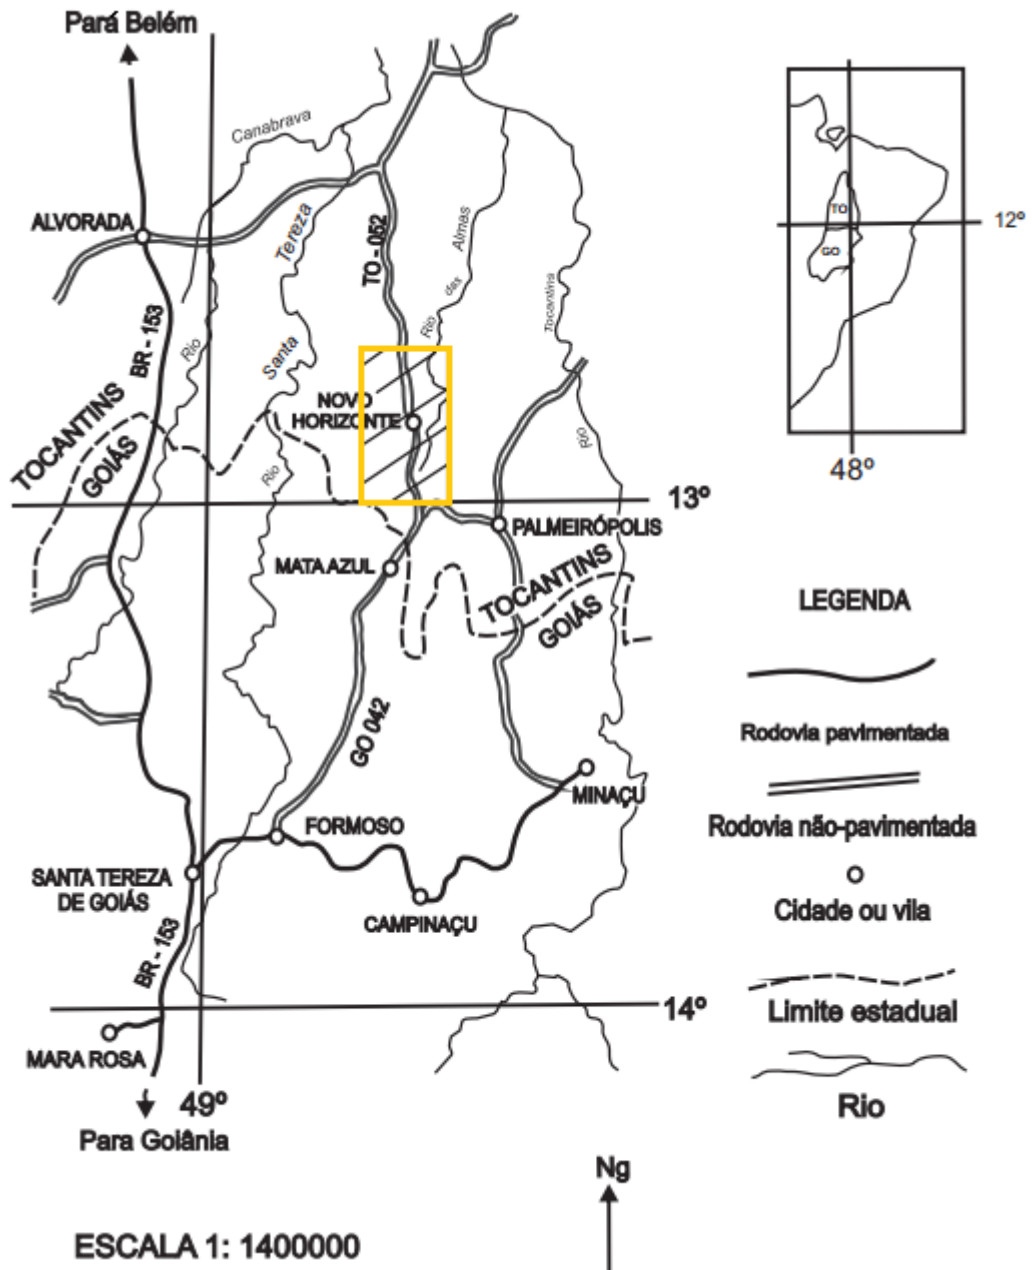 Pará Belém
Canabrava
ALVORADA
Tereza
TO - 052
Almas
das
Rio
Tocantins
TO
12º
GO
BR - 153
Rio
Santa
TOCANTINS
GOIÁS
NOVO
HORIZONTE
Rio
Rio
48º
13º
PALMEIRÓPOLIS
MATA AZUL
TOCANTINS
GOIÁS
LEGENDA
GO 042
Rodovia pavimentada
MINAÇU
FORMOSO
Rodovia não-pavimentada
SANTA TEREZA
DE GOIÁS
CAMPINAÇU
Cidade ou vila
BR - 153
14º
Limite estadual
MARA ROSA
49º
Rio
Para Goiânia
Ng
ESCALA 1: 1400000